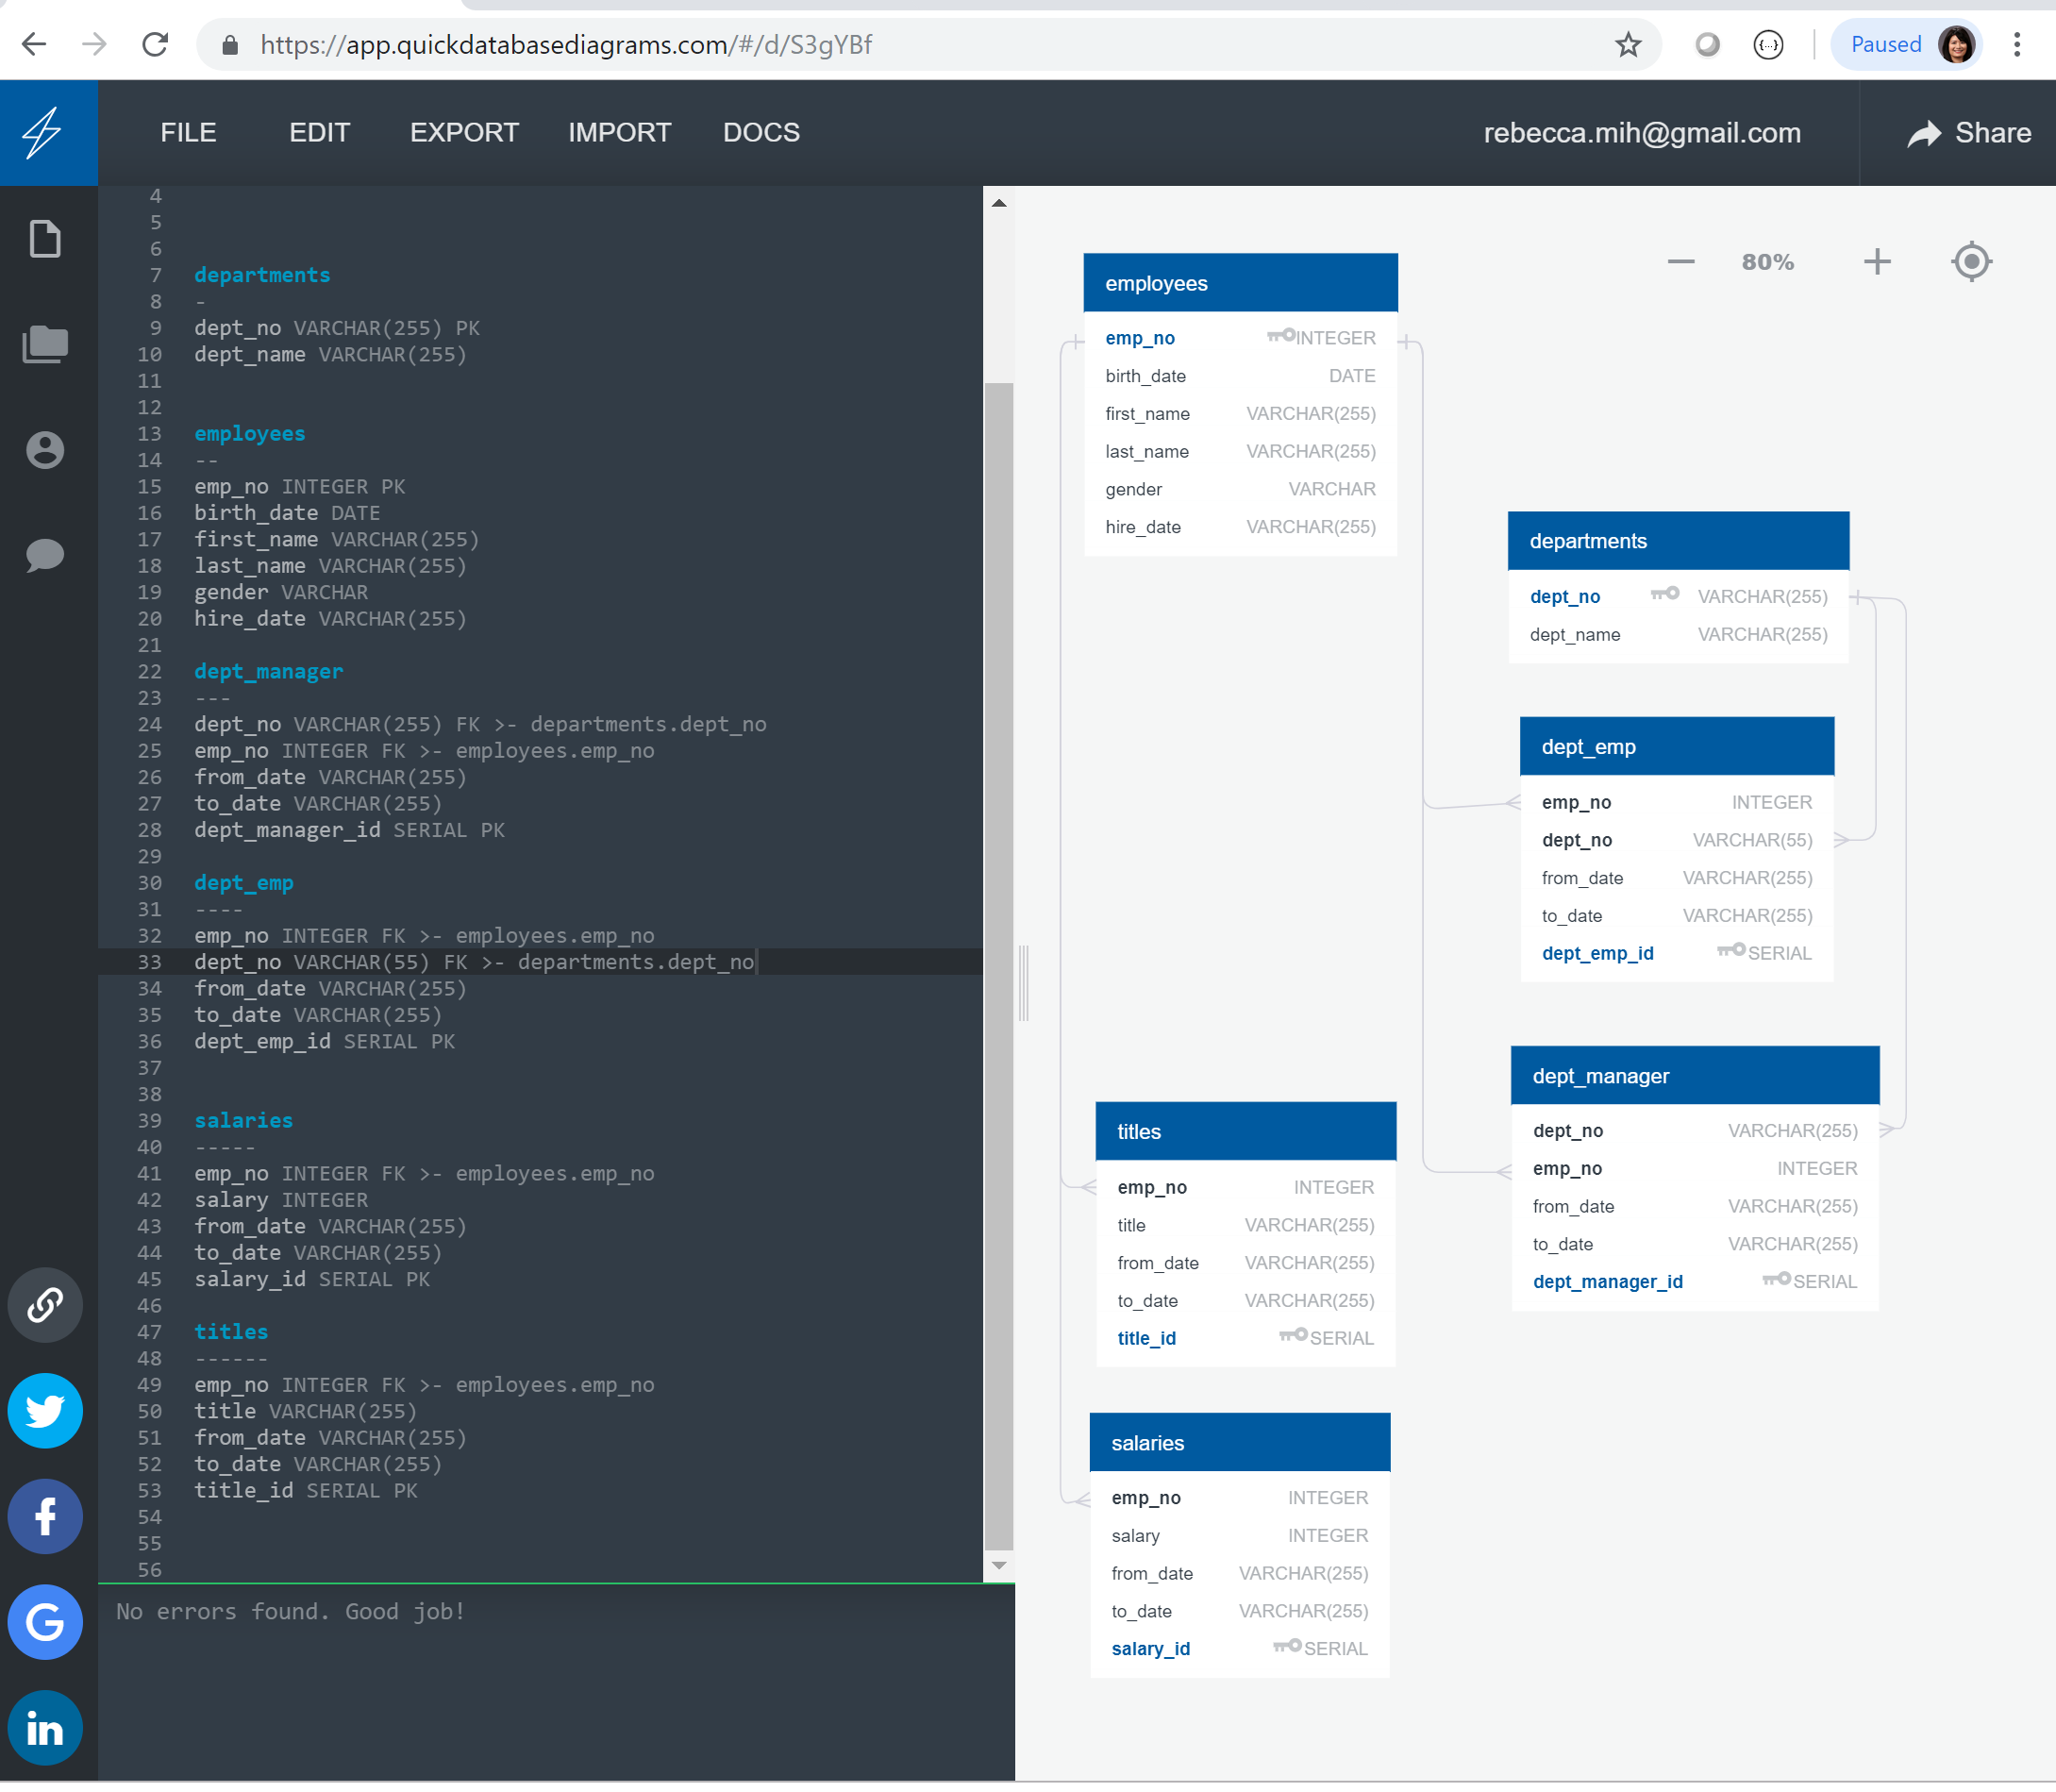 https://app.quickdatabasediagrams.com/#/d/S3gYBf
Paused
FILE EDIT EXPORT IMPORT DOCS
rebecca.mih@gmail.com
Share
4
5
6
7 departments
8 -
9 dept_no VARCHAR(255) PK
10 dept_name VARCHAR(255)
11
12
13 employees
14 --
15 emp_no INTEGER PK
16 birth_date DATE
17 first_name VARCHAR(255)
18 last_name VARCHAR(255)
19 gender VARCHAR
20 hire_date VARCHAR(255)
21
22 dept_manager
23 ---
24 dept_no VARCHAR(255) FK >- departments.dept_no
25 emp_no INTEGER FK >- employees.emp_no
26 from_date VARCHAR(255)
27 to_date VARCHAR(255)
28 dept_manager_id SERIAL PK
29
30 dept_emp
31 ----
32 emp_no INTEGER FK >- employees.emp_no
33 dept_no VARCHAR(55) FK >- departments.dept_no
34 from_date VARCHAR(255)
35 to_date VARCHAR(255)
36 dept_emp_id SERIAL PK
37
38
39 salaries
40 -----
41 emp_no INTEGER FK >- employees.emp_no
42 salary INTEGER
43 from_date VARCHAR(255)
44 to_date VARCHAR(255)
45 salary_id SERIAL PK
46
47 titles
48 ------
49 emp_no INTEGER FK >- employees.emp_no
50 title VARCHAR(255)
51 from_date VARCHAR(255)
52 to_date VARCHAR(255)
53 title_id SERIAL PK
54
55
56
No errors found. Good job!
80%
employees
emp_no INTEGER
birth_date DATE
first_name VARCHAR(255)
last_name VARCHAR(255)
gender VARCHAR
hire_date VARCHAR(255)
departments
dept_no VARCHAR(255)
dept_name VARCHAR(255)
dept_emp
emp_no INTEGER
dept_no VARCHAR(55)
from_date VARCHAR(255)
to_date VARCHAR(255)
dept_emp_id SERIAL
dept_manager
dept_no VARCHAR(255)
emp_no INTEGER
from_date VARCHAR(255)
to_date VARCHAR(255)
dept_manager_id SERIAL
titles
emp_no INTEGER
title VARCHAR(255)
from_date VARCHAR(255)
to_date VARCHAR(255)
title_id SERIAL
salaries
emp_no INTEGER
salary INTEGER
from_date VARCHAR(255)
to_date VARCHAR(255)
salary_id SERIAL